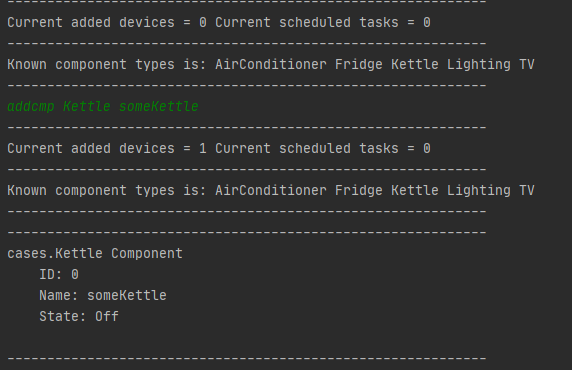 ------------------------------------------------------------
Current added devices = 0 Current scheduled tasks = 0
------------------------------------------------------------
Known component types is: AirConditioner Fridge Kettle Lighting TV
------------------------------------------------------------
addcmp Kettle someKettle
------------------------------------------------------------
Current added devices = 1 Current scheduled tasks = 0
------------------------------------------------------------
Known component types is: AirConditioner Fridge Kettle Lighting TV
------------------------------------------------------------
------------------------------------------------------------
cases.Kettle Component
    ID: 0
    Name: someKettle
    State: Off
------------------------------------------------------------